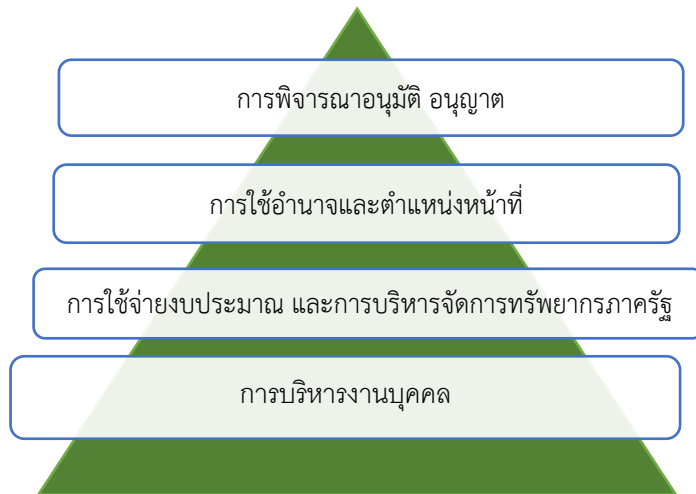 การพิจารณาอนุมัติ อนุญาต
การใช้อำนาจและตำแหน่งหน้าที่
การใช้จ่ายงบประมาณ และการบริหารจัดการทรัพยากรภาครัฐ
การบริหารงานบุคคล